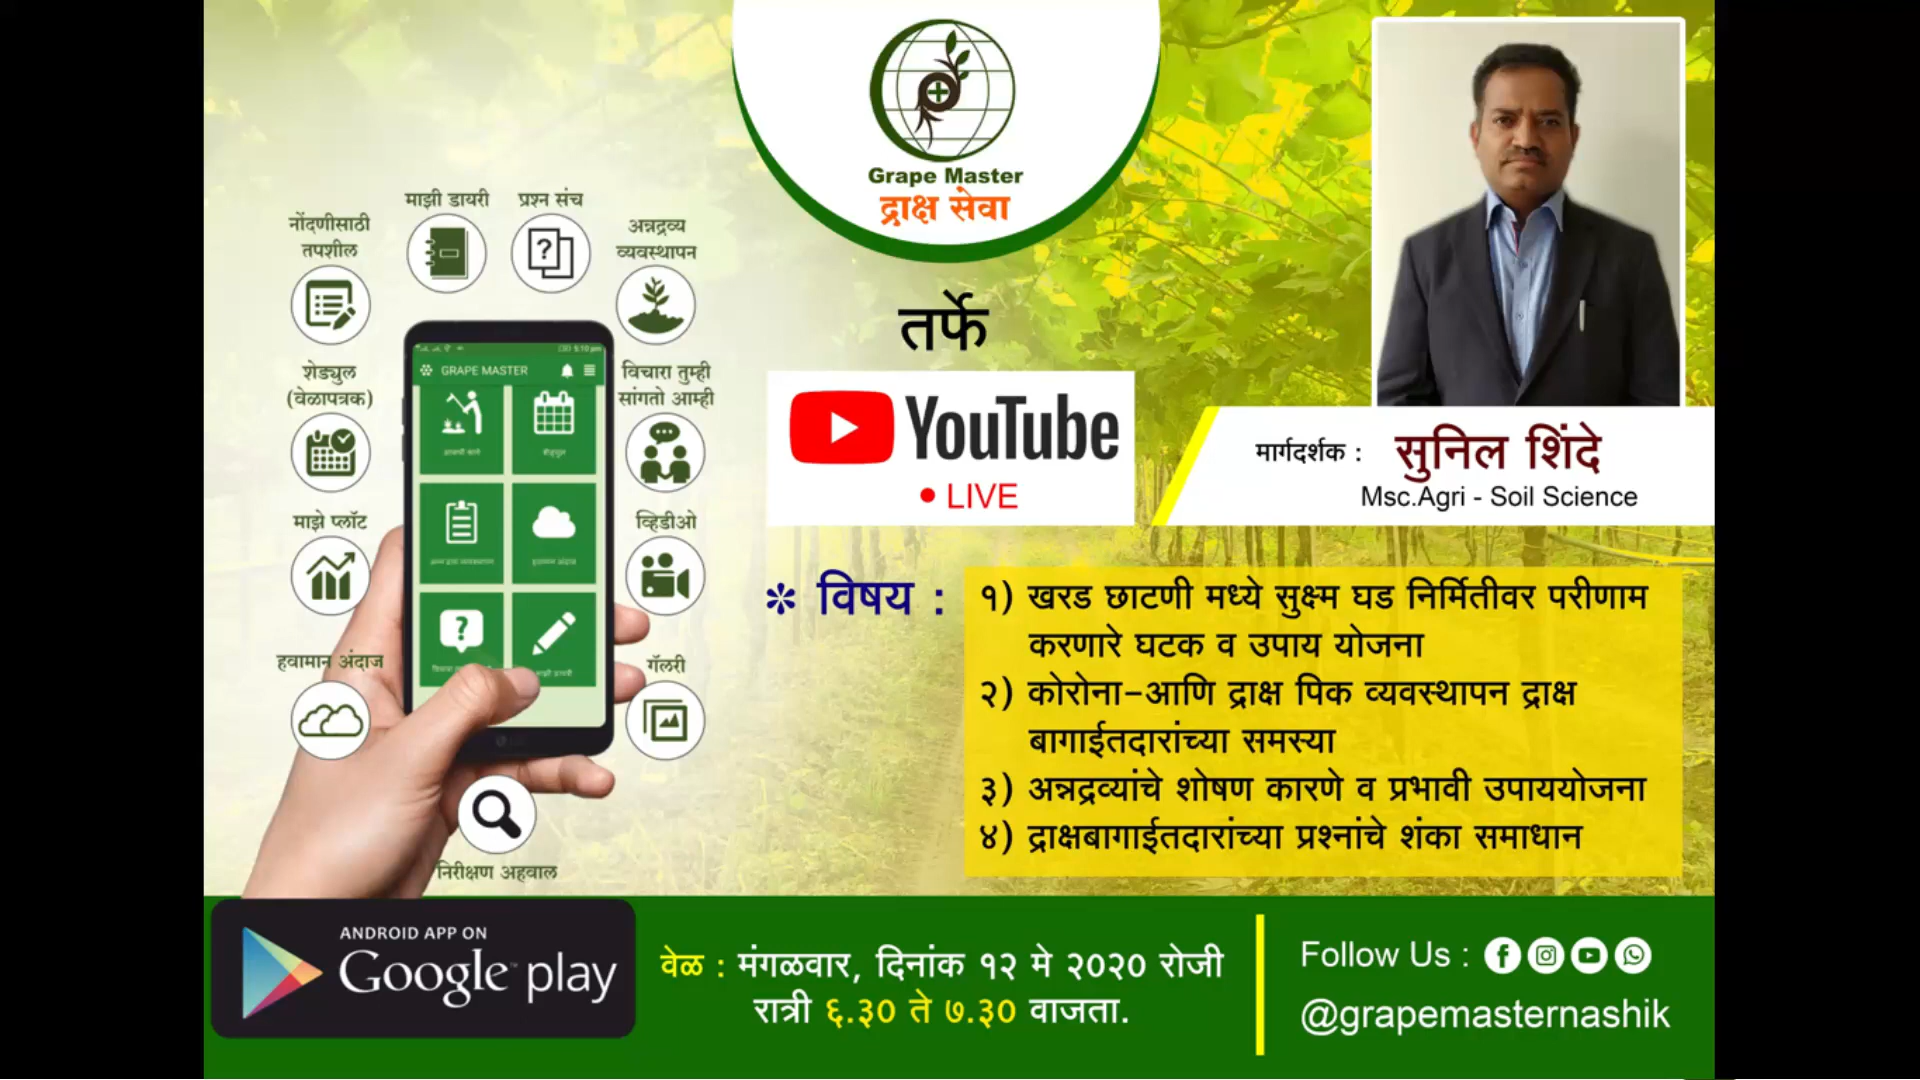 Grape Master
द्राक्ष सेवा
तर्फे
YouTube
LIVE
मार्गदर्शक : सुनिल शिंदे
Msc.Agri - Soil Science
माझी डायरी
प्रश्न संच
नोंदणीसाठी
तपशील
अन्नद्रव्य
व्यवस्थापन
शेड्युल
(वेळापत्रक)
विचारा तुम्ही
सांगतो आम्ही
माझे प्लॉट
व्हिडीओ
हवामान अंदाज
गॅलरी
निरीक्षण अहवाल
5:10 pm
GRAPE MASTER
* विषय :
१) खरड छाटणी मध्ये सुक्ष्म घड निर्मितीवर परीणाम
करणारे घटक व उपाय योजना
२) कोरोना-आणि द्राक्ष पिक व्यवस्थापन द्राक्ष
बागाईतदारांच्या समस्या
३) अन्नद्रव्यांचे शोषण कारणे व प्रभावी उपाययोजना
४) द्राक्षबागाईतदारांच्या प्रश्नांचे शंका समाधान
ANDROID APP ON
Google play
वेळ : मंगळवार, दिनांक १२ मे २०२० रोजी
रात्री ६.३० ते ७.३० वाजता.
Follow Us :
@grapemasternashik